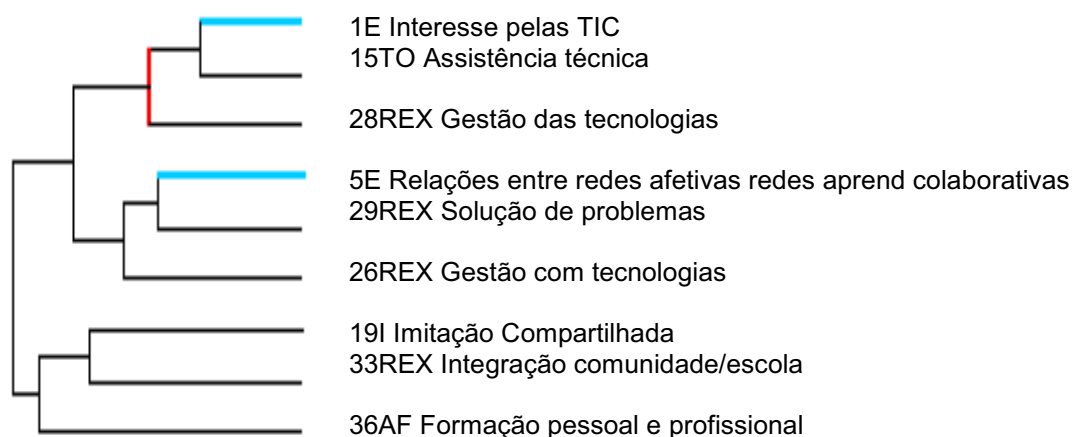 1E Interesse pelas TIC
15TO Assistência técnica
28REX Gestão das tecnologias
5E Relações entre redes afetivas redes aprend colaborativas
29REX Solução de problemas
26REX Gestão com tecnologias
19I Imitação Compartilhada
33REX Integração comunidade/escola
36AF Formação pessoal e profissional